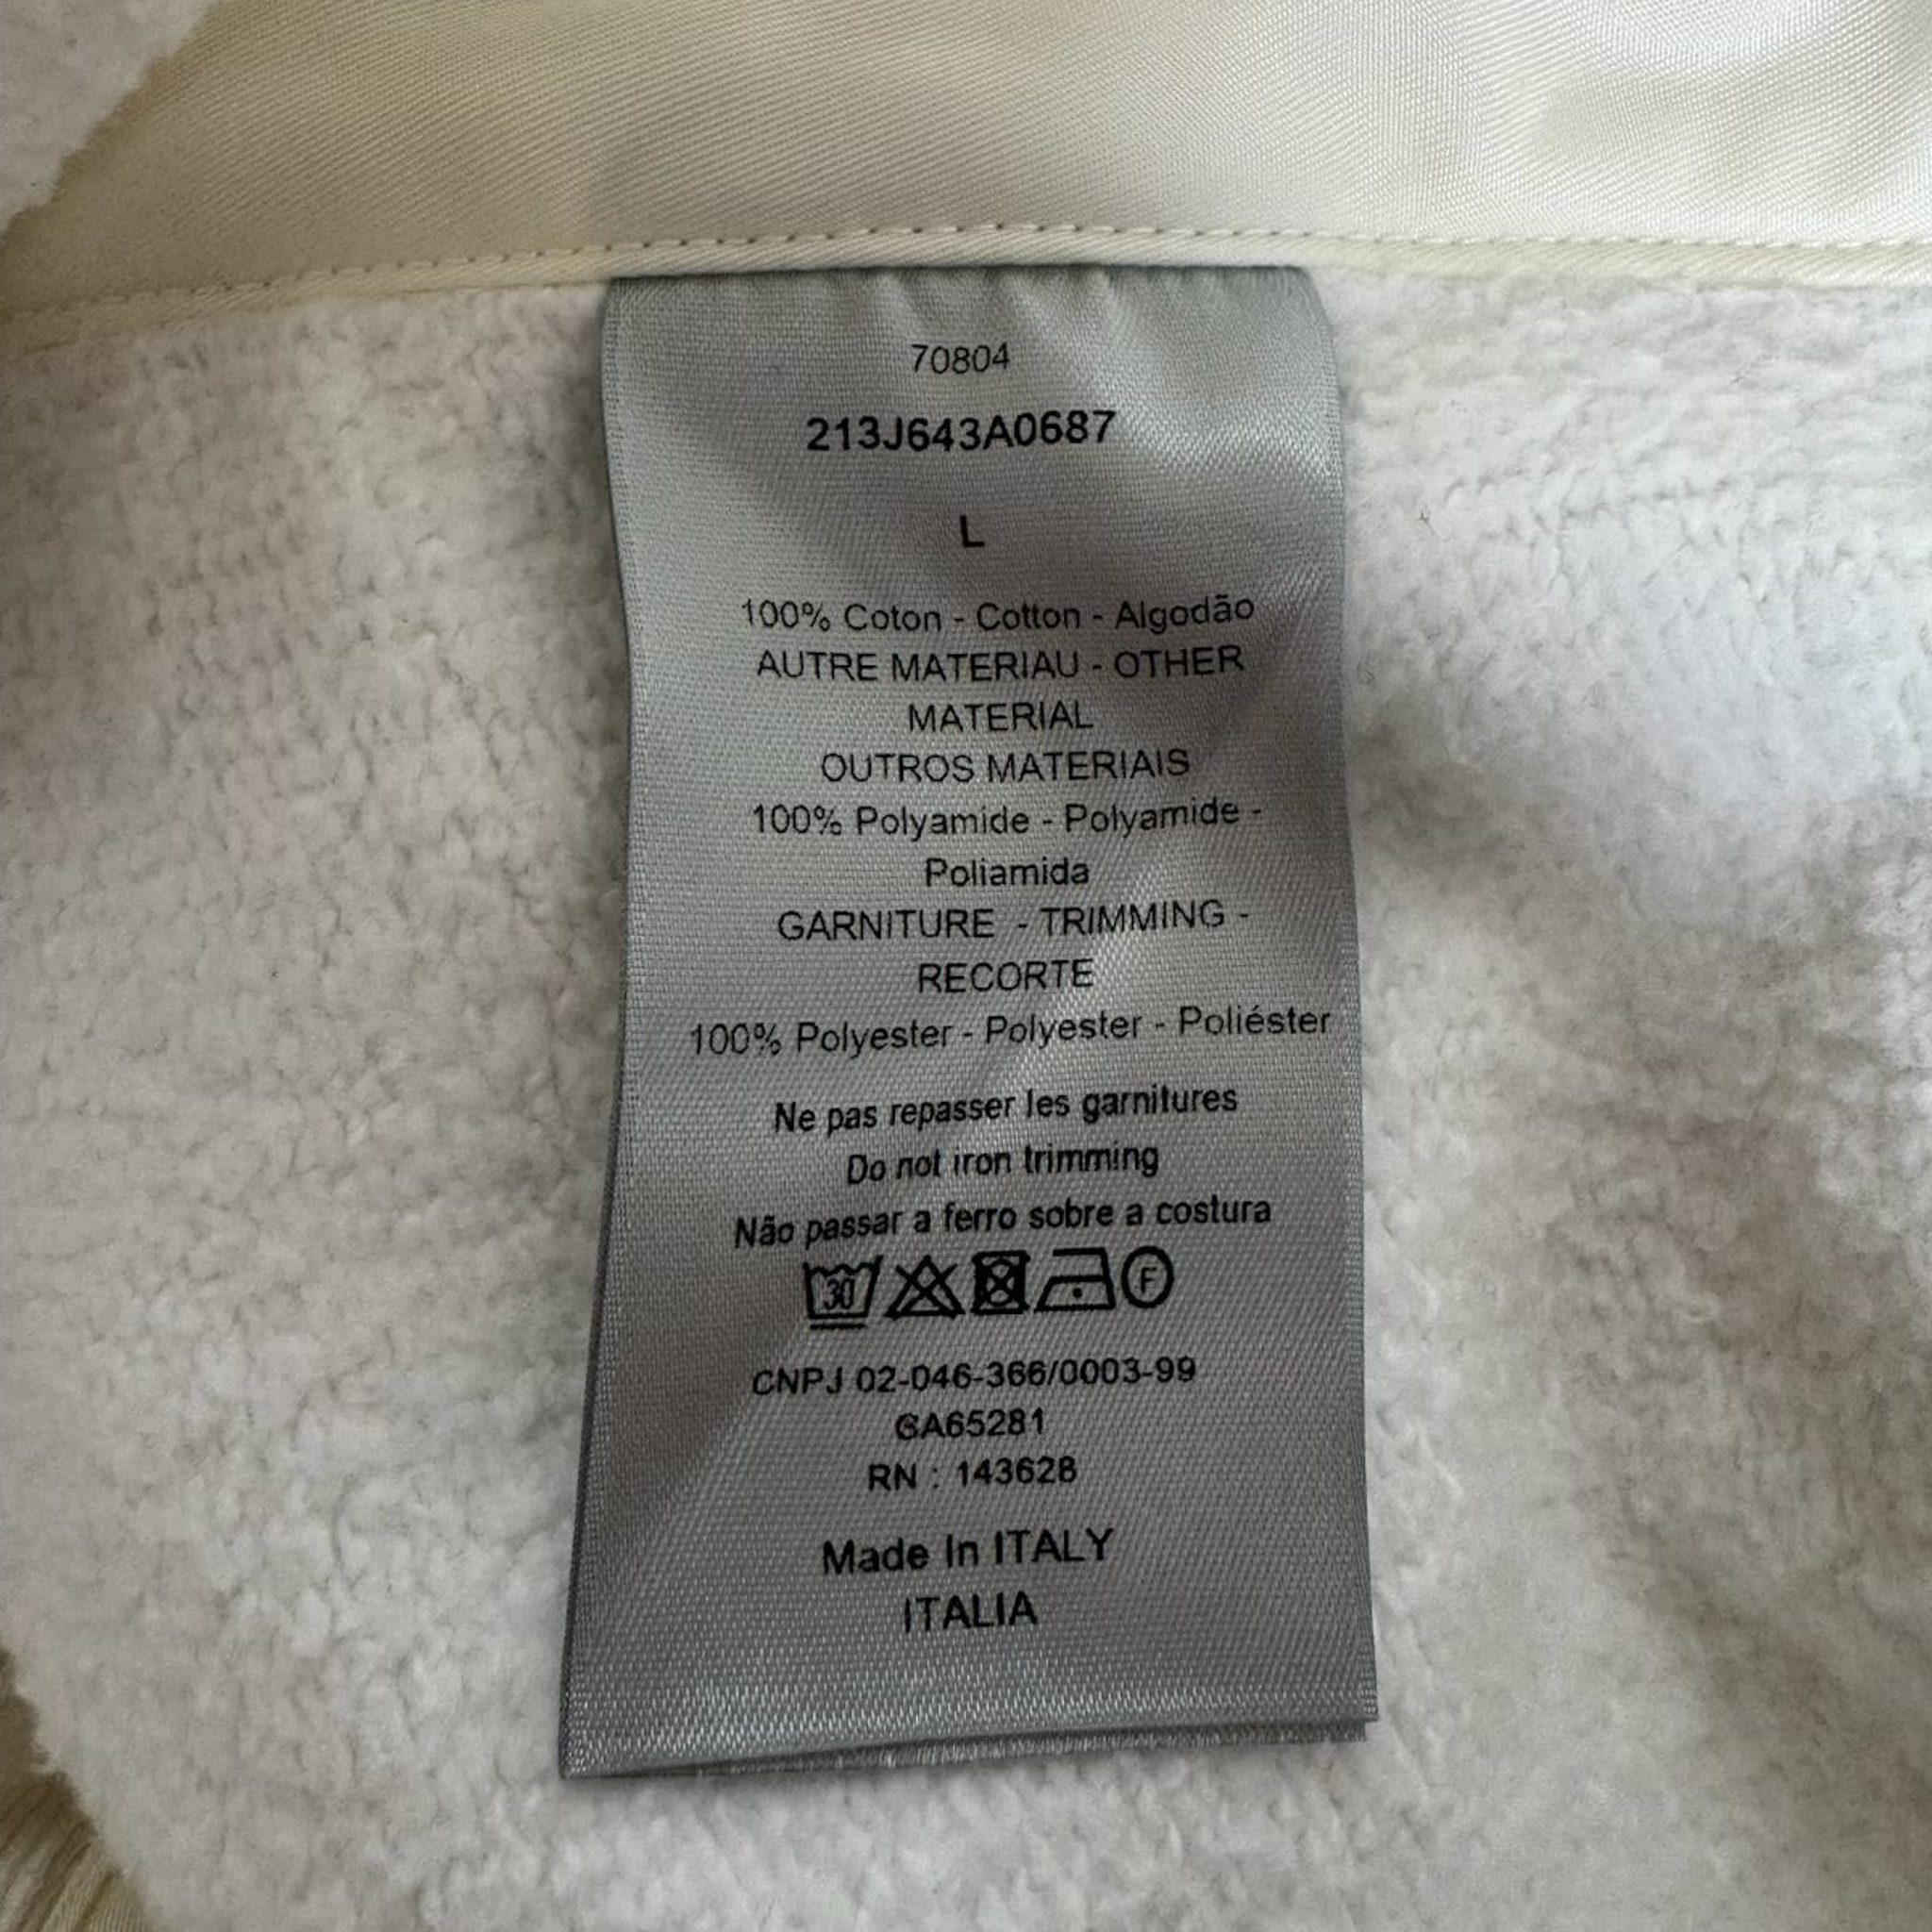 70804
213J643A0687
L
100% Coton - Cotton - Algodão
AUTRE MATERIAU - OTHER
MATERIAL
OUTROS MATERIAIS
100% Polyamide - Polyamide -
Poliamida
GARNITURE - TRIMMING -
RECORTE
100% Polyester - Polyester - Poliéster
Ne pas repasser les garnitures
Do not iron trimming
Não passar a ferro sobre a costura
30 F
CNPJ 02-046-366/0003-99
CA65281
RN : 143628
Made In ITALY
ITALIA